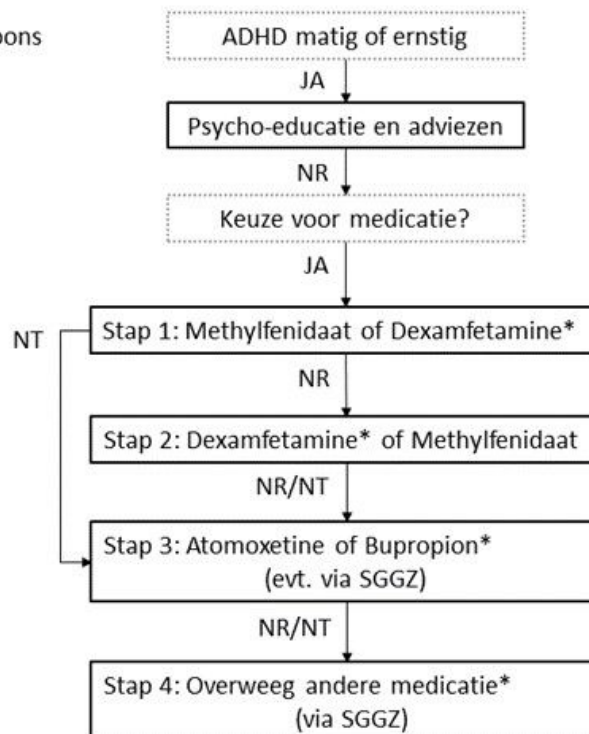 ADHD matig of ernstig
JA
Psycho-educatie en adviezen
NR
Keuze voor medicatie?
JA
NT
Stap 1: Methylfenidaat of Dexamfetamine*
NR
Stap 2: Dexamfetamine* of Methylfenidaat
NR/NT
Stap 3: Atomoxetine of Bupropion*
(evt. via SGGZ)
NR/NT
Stap 4: Overweeg andere medicatie*
(via SGGZ)